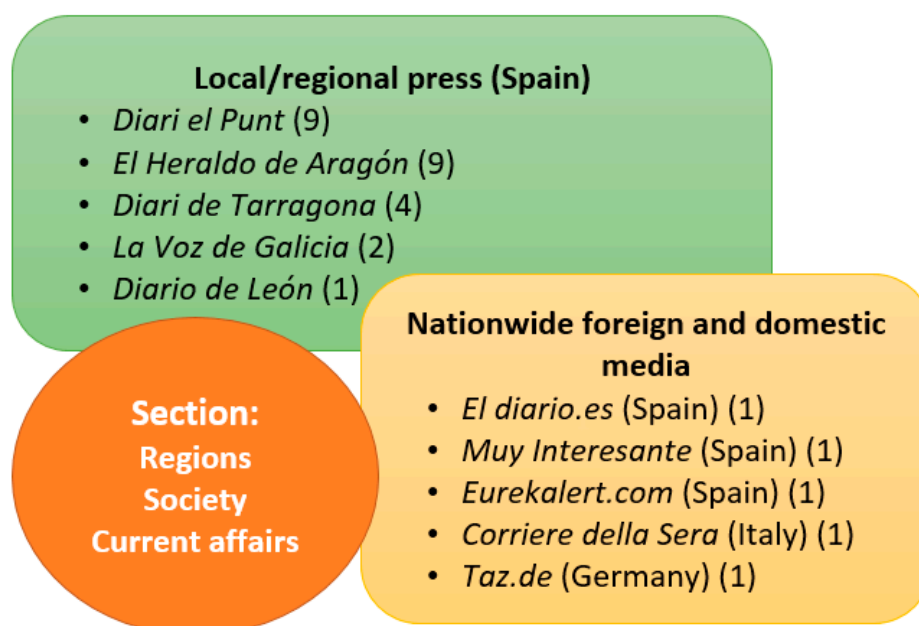 Local/regional press (Spain)
• Diari el Punt (9)
• El Heraldo de Aragón (9)
• Diari de Tarragona (4)
• La Voz de Galicia (2)
• Diario de León (1)
Nationwide foreign and domestic
media
• El diario.es (Spain) (1)
• Muy Interesante (Spain) (1)
• Eurekalert.com (Spain) (1)
• Corriere della Sera (Italy) (1)
• Taz.de (Germany) (1)
Section:
Regions
Society
Current affairs